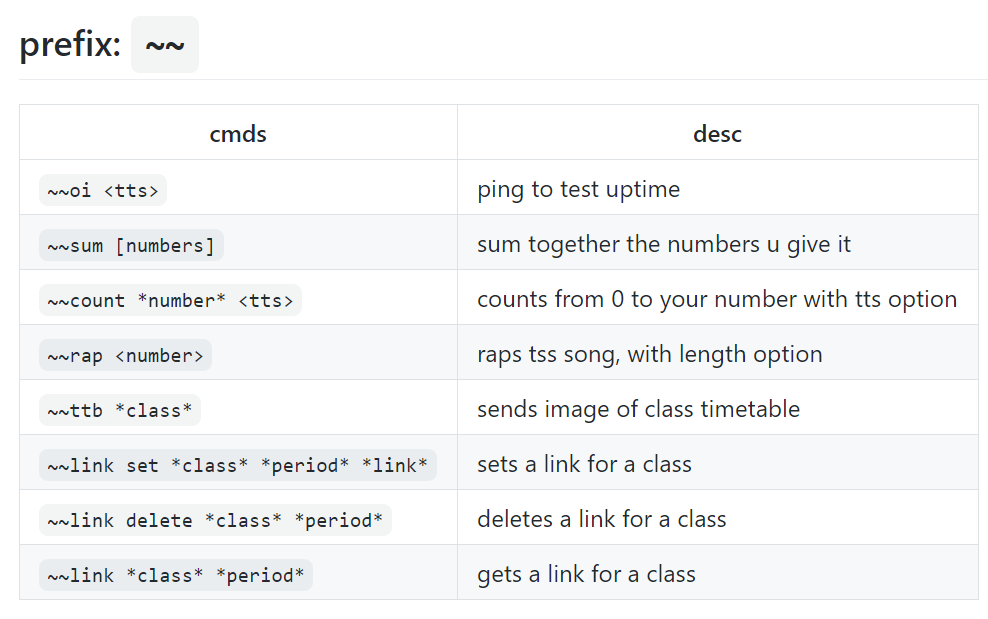 prefix: ~~
cmds desc
~~oi <tts> ping to test uptime
~~sum [numbers] sum together the numbers u give it
~~count *number* <tts> counts from 0 to your number with tts option
~~rap <number> raps tss song, with length option
~~ttb *class* sends image of class timetable
~~link set *class* *period* *link* sets a link for a class
~~link delete *class* *period* deletes a link for a class
~~link *class* *period* gets a link for a class